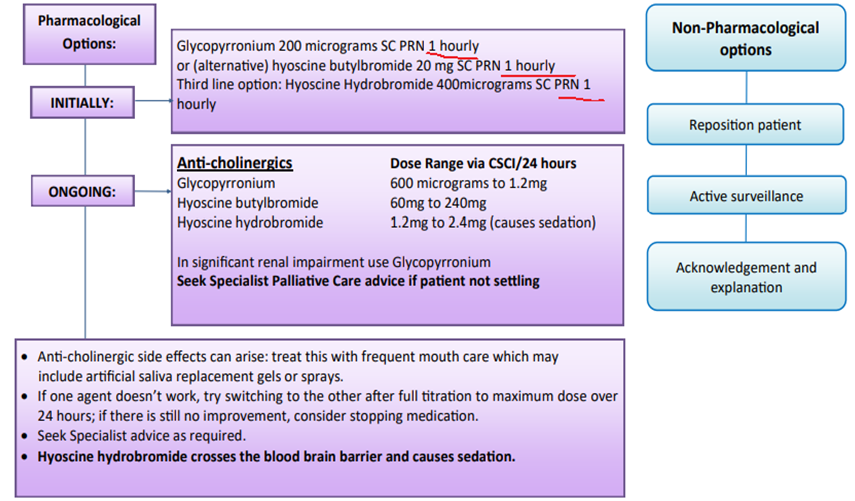 Pharmacological
Options:
INITIALLY:
Glycopyrronium 200 micrograms SC PRN 1 hourly
or (alternative) hyoscine butylbromide 20 mg SC PRN 1 hourly
Third line option: Hyoscine Hydrobromide 400micrograms SC PRN 1
hourly
ONGOING:
Anti-cholinergics Dose Range via CSCI/24 hours
Glycopyrronium 600 micrograms to 1.2mg
Hyoscine butylbromide 60mg to 240mg
Hyoscine hydrobromide 1.2mg to 2.4mg (causes sedation)
In significant renal impairment use Glycopyrronium
Seek Specialist Palliative Care advice if patient not settling
• Anti-cholinergic side effects can arise: treat this with frequent mouth care which may
include artificial saliva replacement gels or sprays.
• If one agent doesn’t work, try switching to the other after full titration to maximum dose over
24 hours; if there is still no improvement, consider stopping medication.
• Seek Specialist advice as required.
• Hyoscine hydrobromide crosses the blood brain barrier and causes sedation.
Non-Pharmacological
options
Reposition patient
Active surveillance
Acknowledgement and
explanation